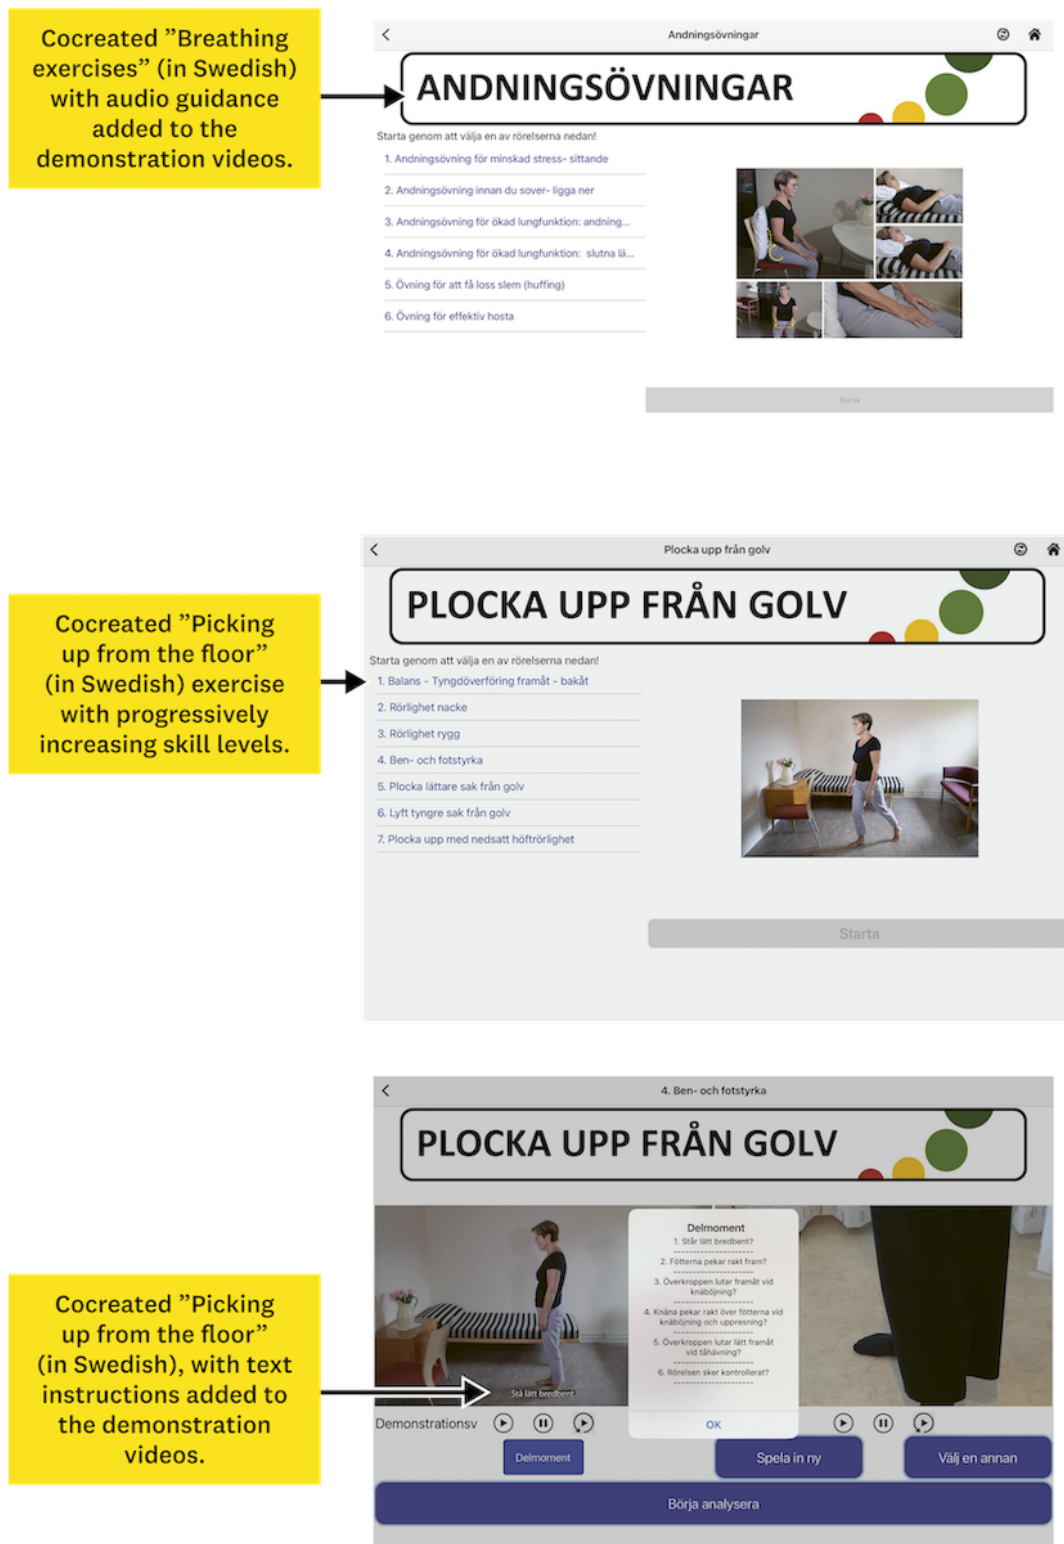 Cocreated ”Breathing
exercises” (in Swedish)
with audio guidance
added to the
demonstration videos.
Andningsövningar
ANDNINGSÖVNINGAR
Starta genom att välja en av rörelserna nedan!
1. Andningsövning för minskad stress- sittande
2. Andningsövning innan du sover- ligga ner
3. Andningsövning för ökad lungfunktion: andning...
4. Andningsövning för ökad lungfunktion: slutna lä...
5. Övning för att få loss slem (huffing)
6. Övning för effektiv hosta
Starta
Cocreated ”Picking
up from the floor”
(in Swedish) exercise
with progressively
increasing skill levels.
Plocka upp från golv
PLOCKA UPP FRÅN GOLV
Starta genom att välja en av rörelserna nedan!
1. Balans - Tyngdöverföring framåt - bakåt
2. Rörlighet nacke
3. Rörlighet rygg
4. Ben- och fotstyrka
5. Plocka lättare sak från golv
6. Lyft tyngre sak från golv
7. Plocka upp med nedsatt höftrörlighet
Starta
Cocreated ”Picking
up from the floor”
(in Swedish), with text
instructions added to
the demonstration
videos.
4. Ben- och fotstyrka
PLOCKA UPP FRÅN GOLV
Delmoment
1. Står lätt bredbent?
2. Fötterna pekar rakt fram?
3. Överkroppen lutar framåt vid
knäböjning?
4. Knäna pekar rakt över fötterna vid
knäböjning och uppresning?
5. Överkroppen lutar lätt framåt
vid tåhävning?
6. Rörelsen sker kontrollerat?
OK
Stå lätt bredbent
Demonstrationsv
Delmoment
Spela in ny
Välj en annan
Börja analysera